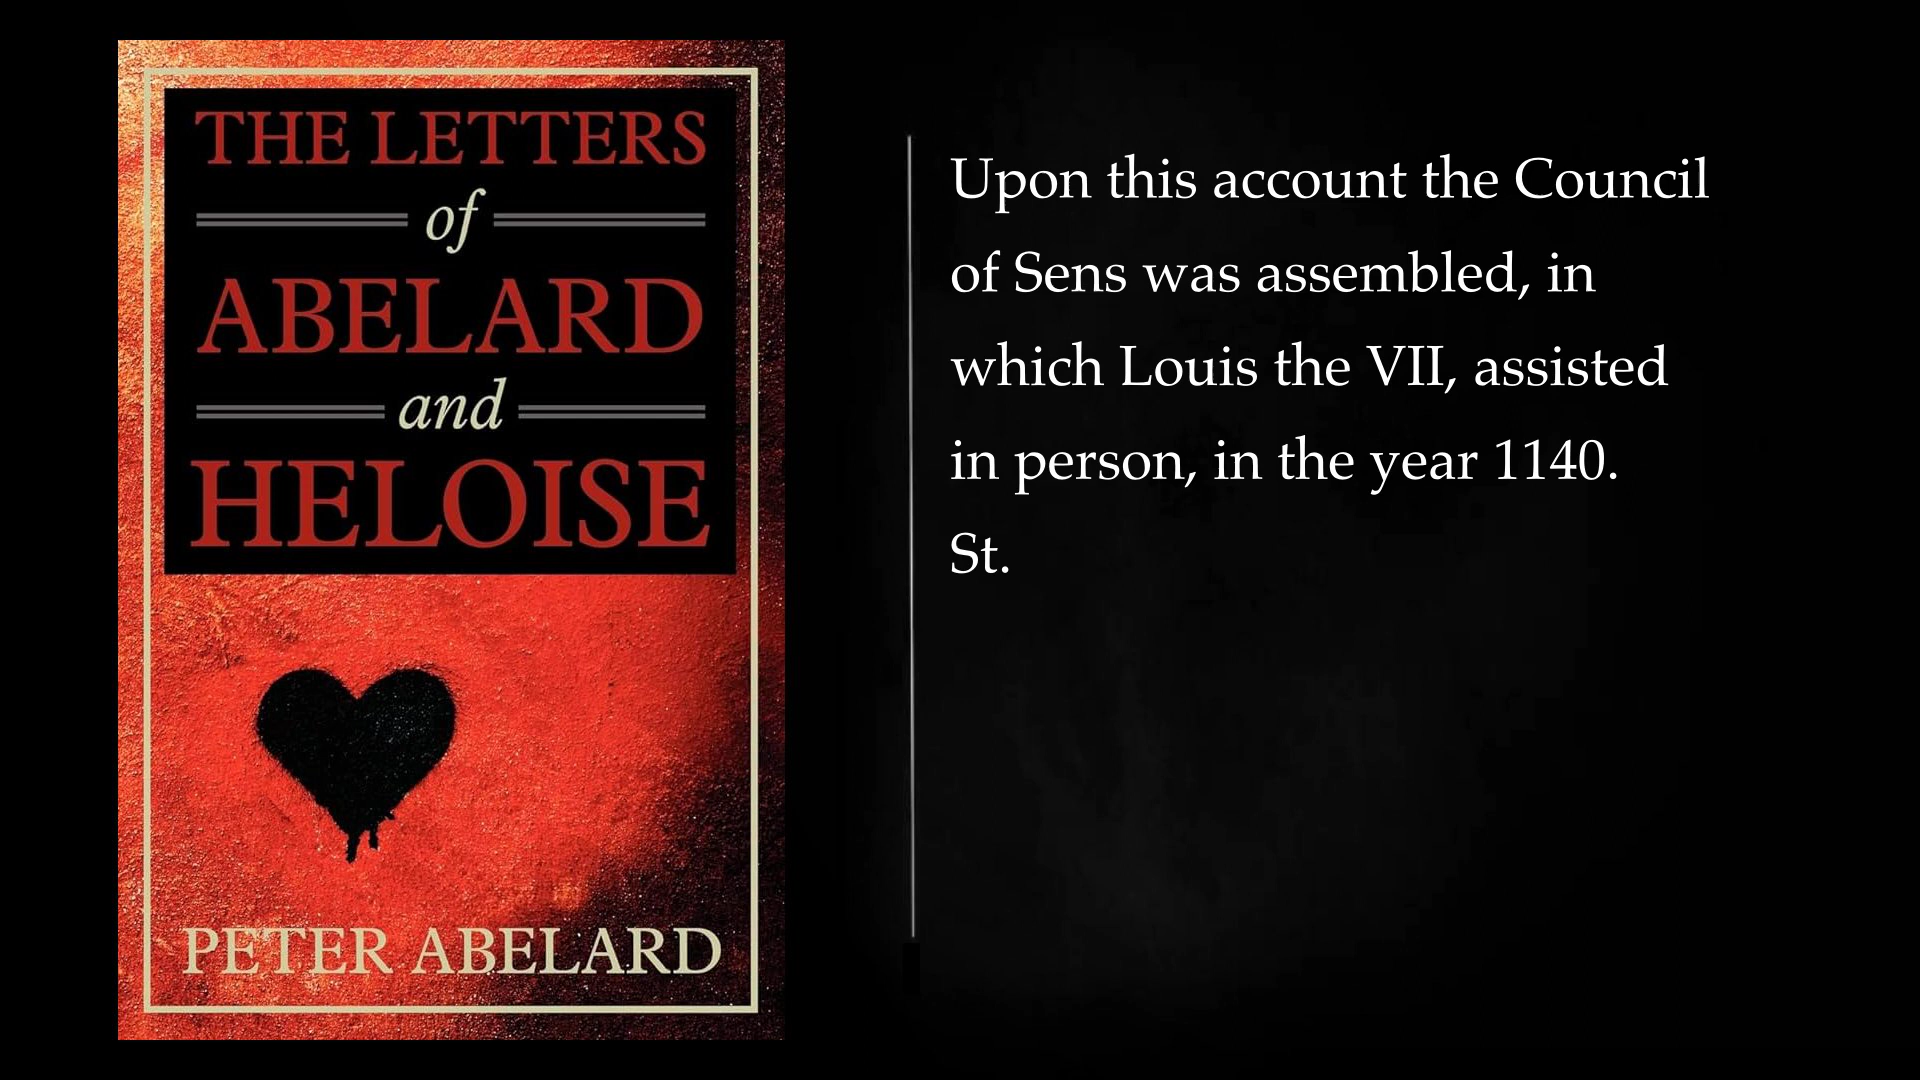 THE LETTERS
of
ABELARD
and
HELOISE
PETER ABELARD
Upon this account the Council
of Sens was assembled, in
which Louis the VII, assisted
in person, in the year 1140.
St.